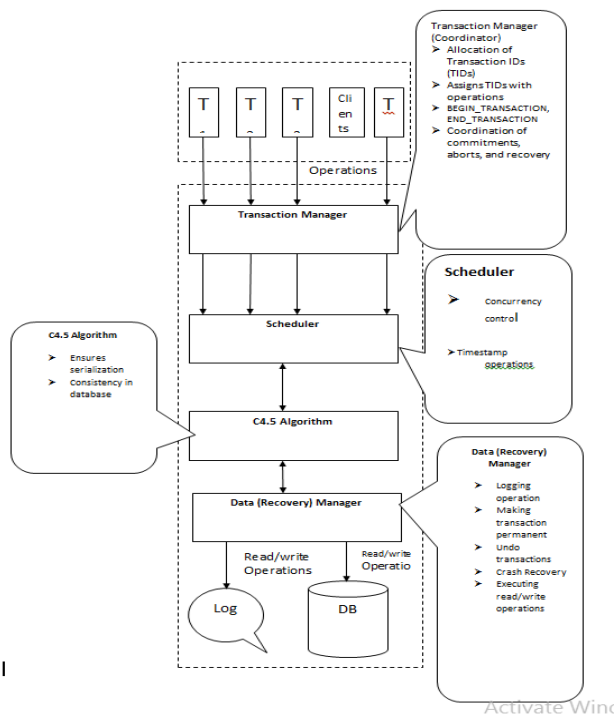 Transaction Manager
(Coordinator)
➤ Allocation of
Transaction IDs
(TIDs)
➤ Assigns TIDs with
operations
➤ BEGIN_TRANSACTION,
END_TRANSACTION
➤ Coordination of
commitments,
aborts, and recovery
T T T Cli T
en
ts
Operations
Transaction Manager
Scheduler
➤ Concurrency
control
➤ Timestamp
operations
Scheduler
C4.5 Algorithm
➤ Ensures
serialization
➤ Consistency in
database
C4.5 Algorithm
Data (Recovery)
Manager
➤ Logging
operation
➤ Making
transaction
permanent
➤ Undo
transactions
➤ Crash Recovery
➤ Executing
read/write
operations
Data (Recovery) Manager
Read/write
Operations
Read/write
Operatio
Log
DB
Activate Wind